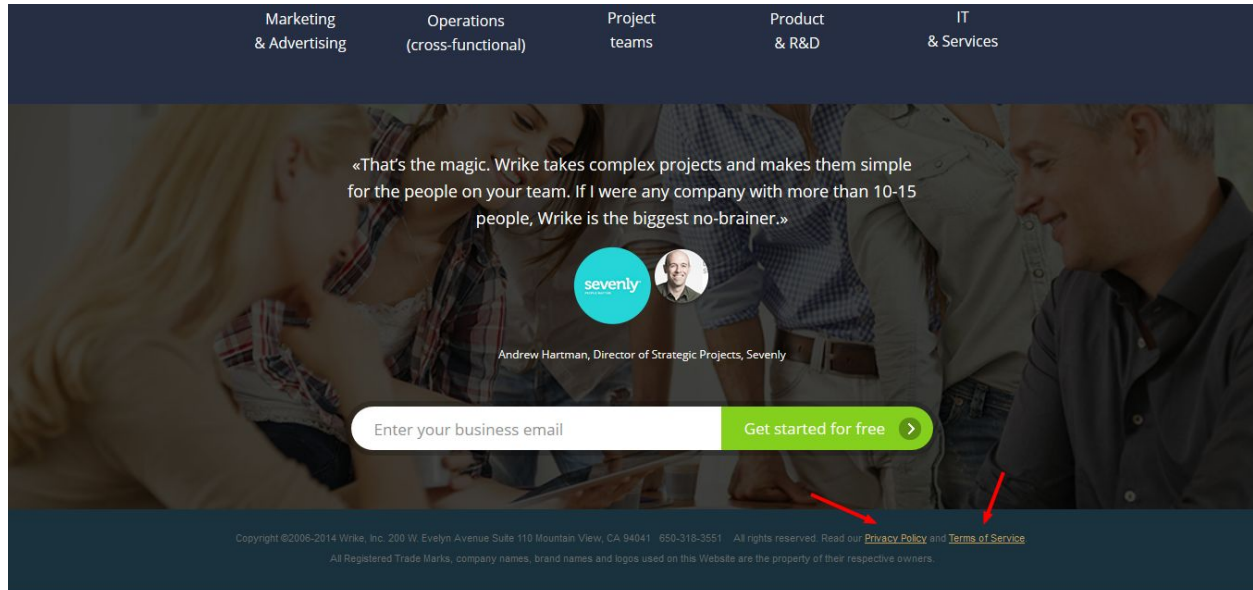 Marketing
& Advertising
Operations
(cross-functional)
Project
teams
Product
& R&D
IT
& Services
«That's the magic. Wrike takes complex projects and makes them simple
for the people on your team. If I were any company with more than 10-15
people, Wrike is the biggest no-brainer.»
sevenly
Andrew Hartman, Director of Strategic Projects, Sevenly
Enter your business email
Get started for free
Copyright ©2006-2014 Wrike, Inc. 200 W. Evelyn Avenue Suite 110 Mountain View, CA 94041 650-318-3551 All rights reserved. Read our Privacy Policy and Terms of Service.
All Registered Trade Marks, company names, brand names and logos used on this Website are the property of their respective owners.